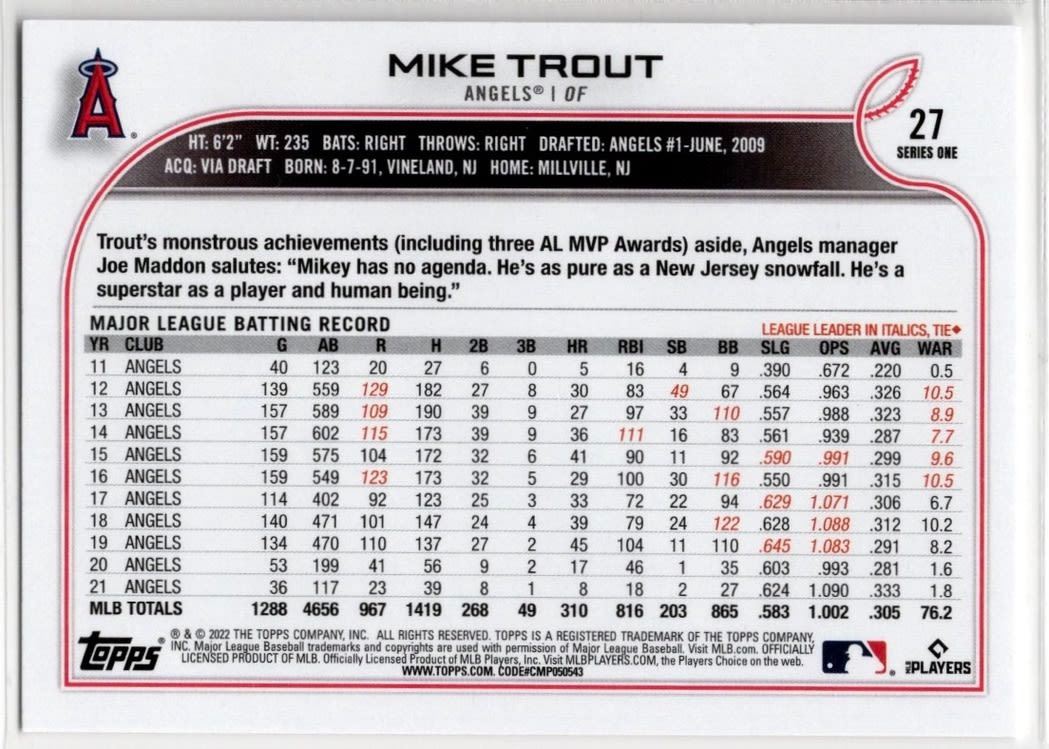 MIKE TROUT
ANGELS® | OF
A
27
SERIES ONE
HT: 6'2" WT: 235 BATS: RIGHT THROWS: RIGHT DRAFTED: ANGELS #1-JUNE, 2009
ACQ: VIA DRAFT BORN: 8-7-91, VINELAND, NJ HOME: MILLVILLE, NJ
Trout's monstrous achievements (including three AL MVP Awards) aside, Angels manager
Joe Maddon salutes: “Mikey has no agenda. He's as pure as a New Jersey snowfall. He's a
superstar as a player and human being.”
MAJOR LEAGUE BATTING RECORD LEAGUE LEADER IN ITALICS, TIE◆
YR CLUB G AB R H 2B 3B HR RBI SB BB SLG OPS AVG WAR
11 ANGELS 40 123 20 27 6 0 5 16 4 9 .390 .672 .220 0.5
12 ANGELS 139 559 129 182 27 8 30 83 49 67 .564 .963 .326 10.5
13 ANGELS 157 589 109 190 39 9 27 97 33 110 .557 .988 .323 8.9
14 ANGELS 157 602 115 173 39 9 36 111 16 83 .561 .939 .287 7.7
15 ANGELS 159 575 104 172 32 6 41 90 11 92 .590 .991 .299 9.6
16 ANGELS 159 549 123 173 32 5 29 100 30 116 .550 .991 .315 10.5
17 ANGELS 114 402 92 123 25 3 33 72 22 94 .629 1.071 .306 6.7
18 ANGELS 140 471 101 147 24 4 39 79 24 122 .628 1.088 .312 10.2
19 ANGELS 134 470 110 137 27 2 45 104 11 110 .645 1.083 .291 8.2
20 ANGELS 53 199 41 56 9 2 17 46 1 35 .603 .993 .281 1.6
21 ANGELS 36 117 23 39 8 1 8 18 2 27 .624 1.090 .333 1.8
MLB TOTALS 1288 4656 967 1419 268 49 310 816 203 865 .583 1.002 .305 76.2
Topps®
® & © 2022 THE TOPPS COMPANY, INC. ALL RIGHTS RESERVED. TOPPS IS A REGISTERED TRADEMARK OF THE TOPPS COMPANY,
INC. Major League Baseball trademarks and copyrights are used with permission of Major League Baseball. Visit MLB.com. OFFICIALLY
LICENSED PRODUCT OF MLB. Officially Licensed Product of MLB Players, Inc. Visit MLBPLAYERS.COM, the Players Choice on the web.
WWW.TOPPS.COM. CODE#CMP050543
MLB PLAYERS